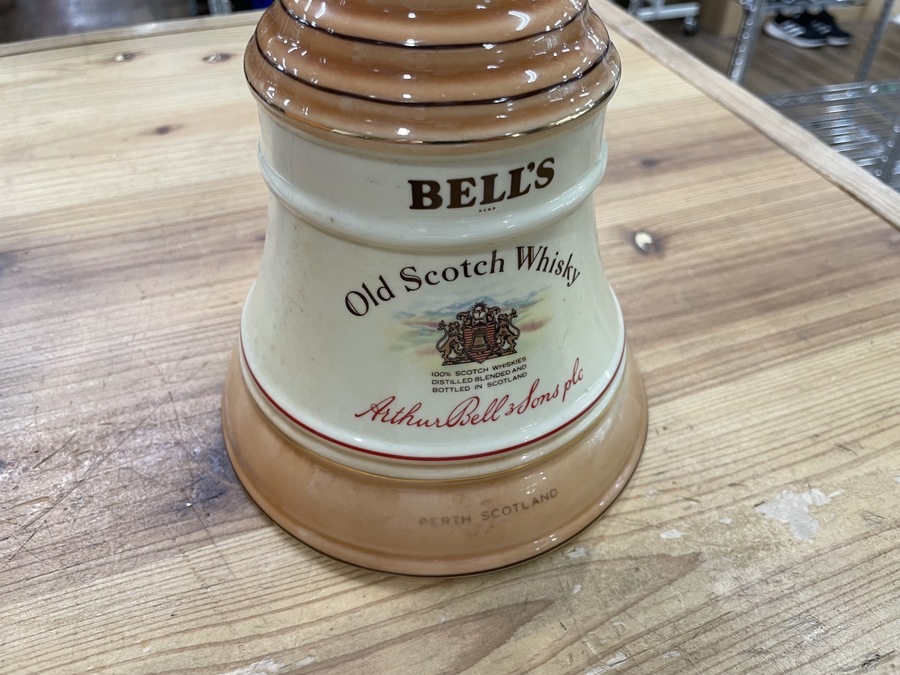 BELL'S
Old Scotch Whisky
100% SCOTCH WHISKIES
DISTILLED BLENDED AND
BOTTLED IN SCOTLAND
Arthur Bell & Sons plc
PERTH SCOTLAND